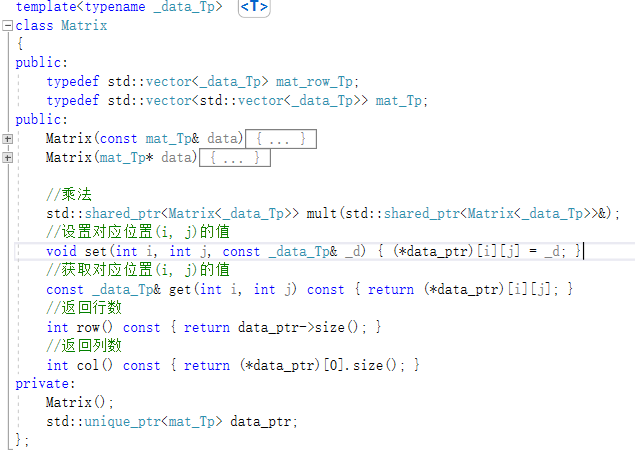 template<typename _data_Tp> <T>
class Matrix
{
public:
    typedef std::vector<_data_Tp> mat_row_Tp;
    typedef std::vector<std::vector<_data_Tp>> mat_Tp;
public:
    Matrix(const mat_Tp& data) { ... }
    Matrix(mat_Tp* data) { ... }
    //乘法
    std::shared_ptr<Matrix<_data_Tp>> mult(std::shared_ptr<Matrix<_data_Tp>>&);
    //设置对应位置(i, j)的值
    void set(int i, int j, const _data_Tp& _d) { (*data_ptr)[i][j] = _d; }
    //获取对应位置(i, j)的值
    const _data_Tp& get(int i, int j) const { return (*data_ptr)[i][j]; }
    //返回行数
    int row() const { return data_ptr->size(); }
    //返回列数
    int col() const { return (*data_ptr)[0].size(); }
private:
    Matrix();
    std::unique_ptr<mat_Tp> data_ptr;
};